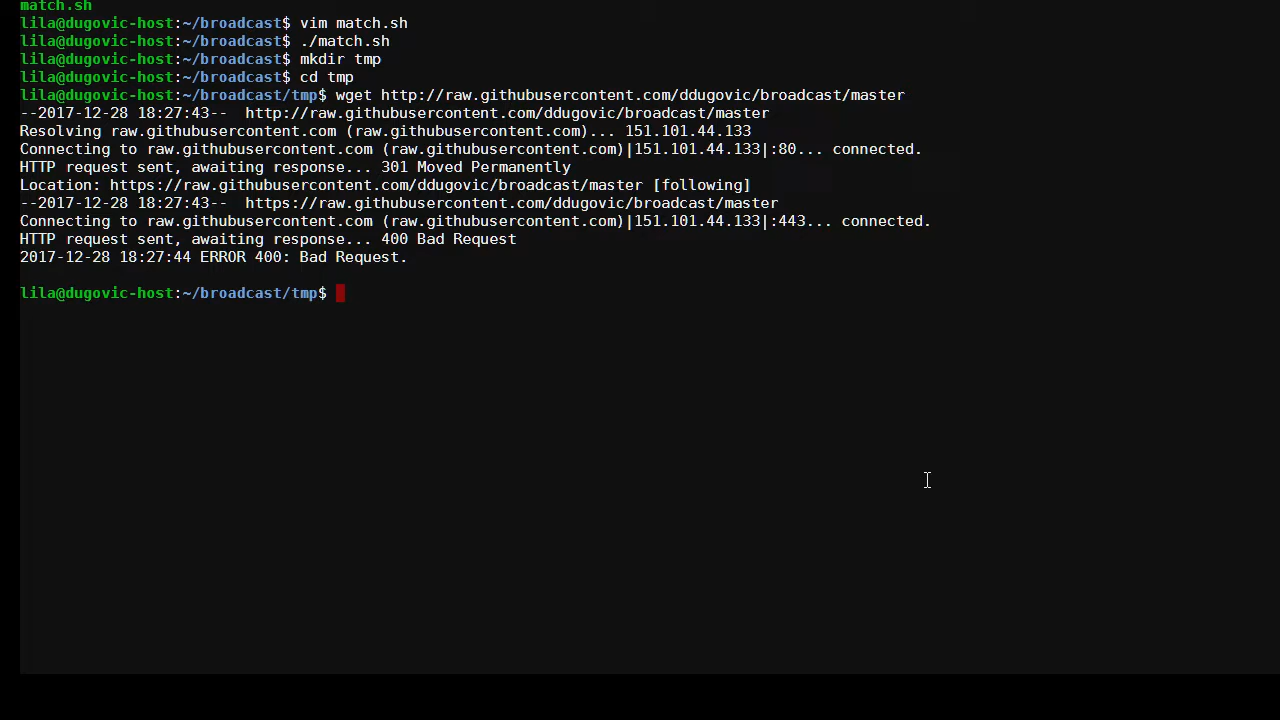 match.sh
lila@dugovic-host:~/broadcast$ vim match.sh
lila@dugovic-host:~/broadcast$ ./match.sh
lila@dugovic-host:~/broadcast$ mkdir tmp
lila@dugovic-host:~/broadcast$ cd tmp
lila@dugovic-host:~/broadcast/tmp$ wget http://raw.githubusercontent.com/ddugovic/broadcast/master
--2017-12-28 18:27:43--  http://raw.githubusercontent.com/ddugovic/broadcast/master
Resolving raw.githubusercontent.com (raw.githubusercontent.com)... 151.101.44.133
Connecting to raw.githubusercontent.com (raw.githubusercontent.com)|151.101.44.133|:80... connected.
HTTP request sent, awaiting response... 301 Moved Permanently
Location: https://raw.githubusercontent.com/ddugovic/broadcast/master [following]
--2017-12-28 18:27:43--  https://raw.githubusercontent.com/ddugovic/broadcast/master
Connecting to raw.githubusercontent.com (raw.githubusercontent.com)|151.101.44.133|:443... connected.
HTTP request sent, awaiting response... 400 Bad Request
2017-12-28 18:27:44 ERROR 400: Bad Request.
lila@dugovic-host:~/broadcast/tmp$